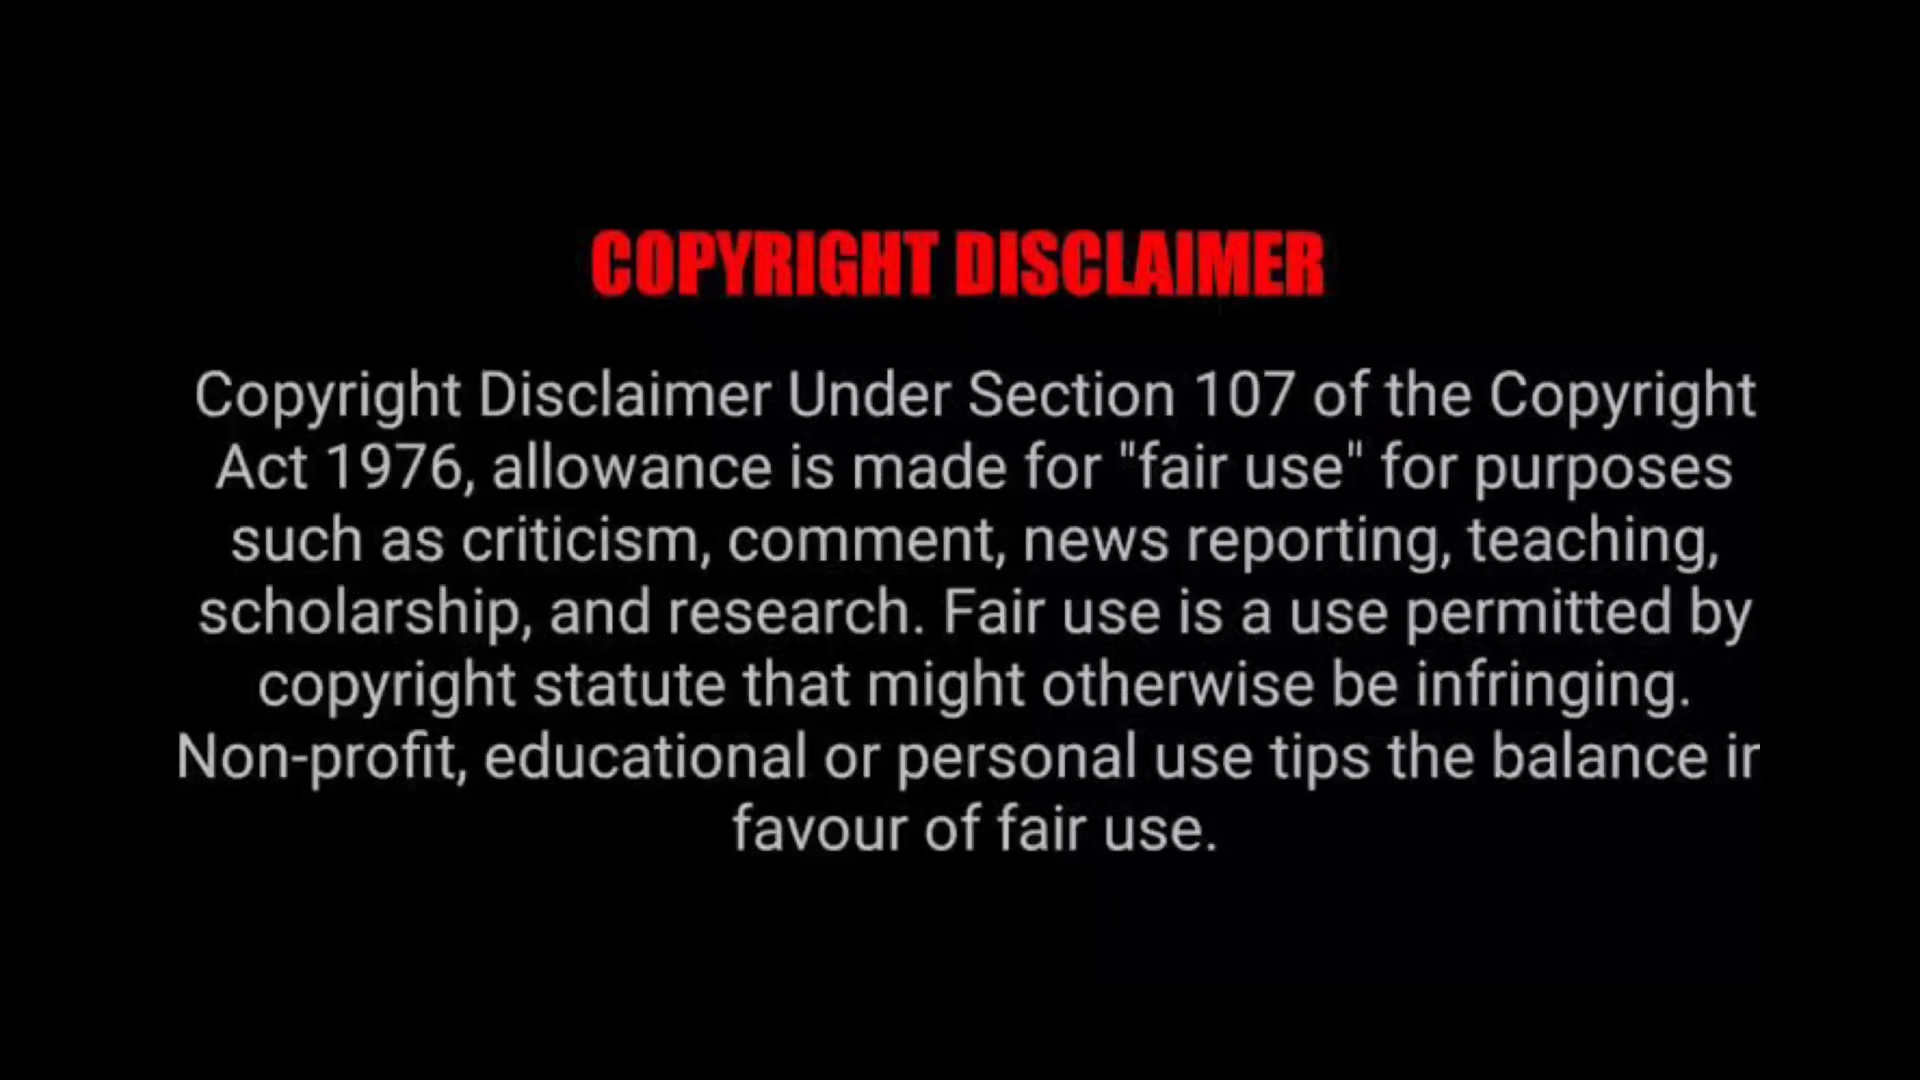 COPYRIGHT DISCLAIMER
Copyright Disclaimer Under Section 107 of the Copyright
Act 1976, allowance is made for "fair use" for purposes
such as criticism, comment, news reporting, teaching,
scholarship, and research. Fair use is a use permitted by
copyright statute that might otherwise be infringing.
Non-profit, educational or personal use tips the balance
favour of fair use.